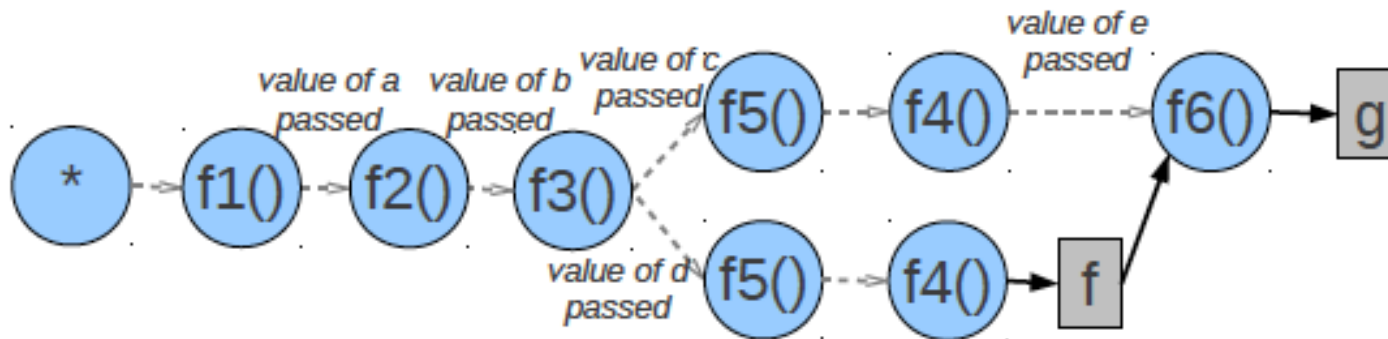 value of a
passed
value of b
passed
value of c
passed
value of e
passed
* f1() f2() f3()
f5() f4() f6() g
value of d
passed
f5() f4() f